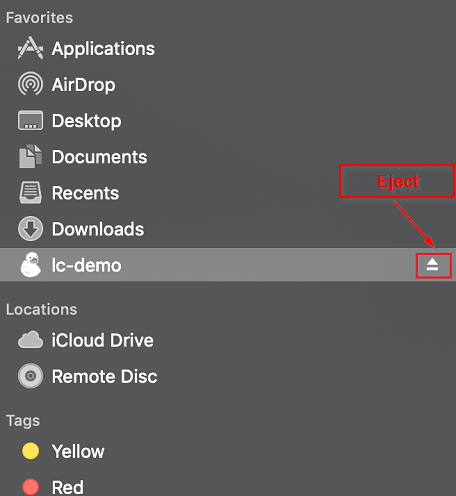 Favorites
Applications
AirDrop
Desktop
Documents
Recents
Eject
Downloads
lc-demo
Locations
iCloud Drive
Remote Disc
Tags
Yellow
Red